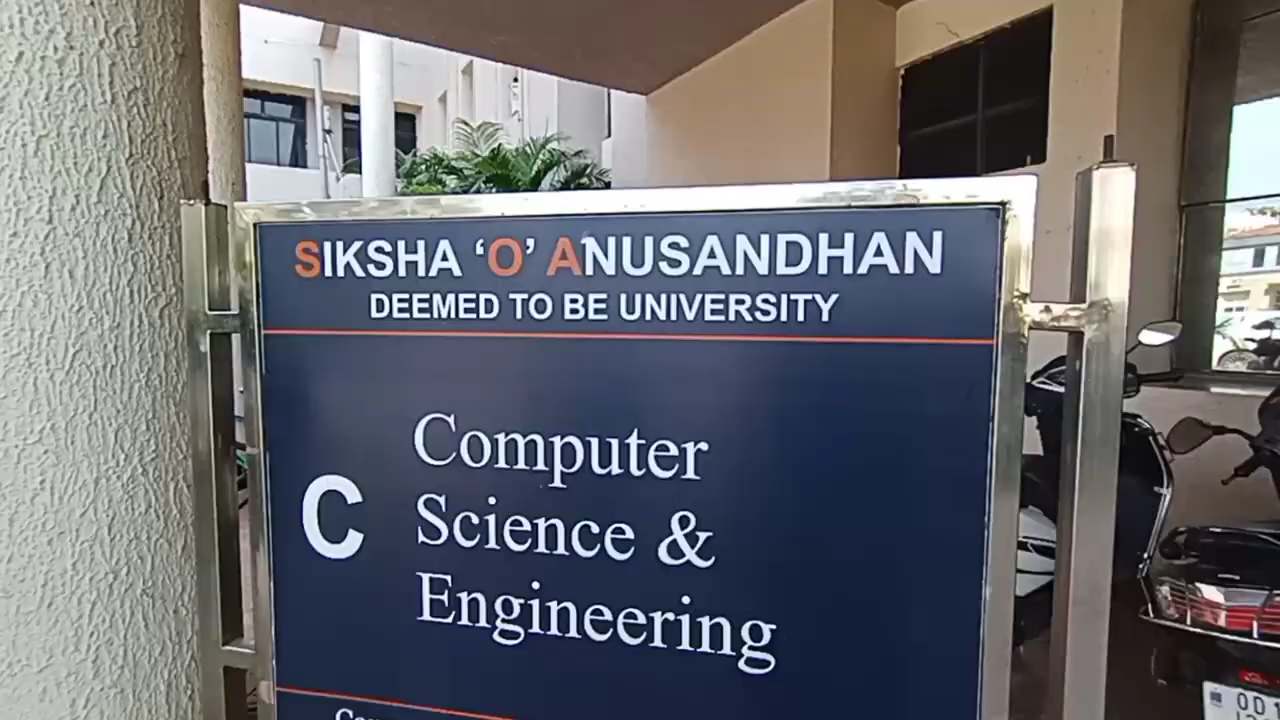 SIKSHA ‘O’ ANUSANDHAN
DEEMED TO BE UNIVERSITY
C
Computer
Science &
Engineering